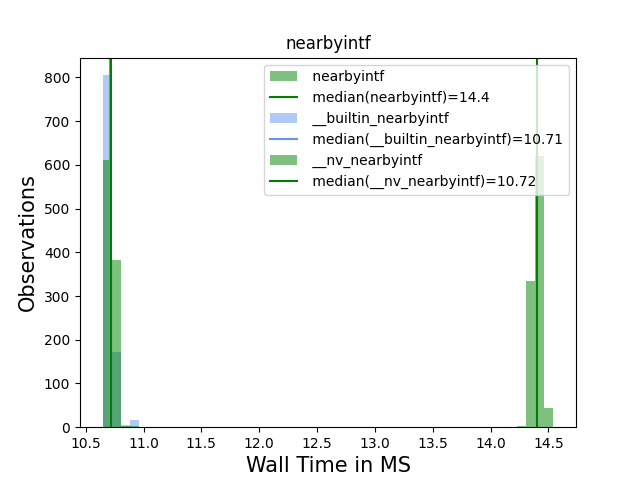 nearbyintf
800
700
600
500
400
300
200
100
0
Observations
nearbyintf
median(nearbyintf)=14.4
__builtin_nearbyintf
median(__builtin_nearbyintf)=10.71
__nv_nearbyintf
median(__nv_nearbyintf)=10.72
10.5 11.0 11.5 12.0 12.5 13.0 13.5 14.0 14.5
Wall Time in MS